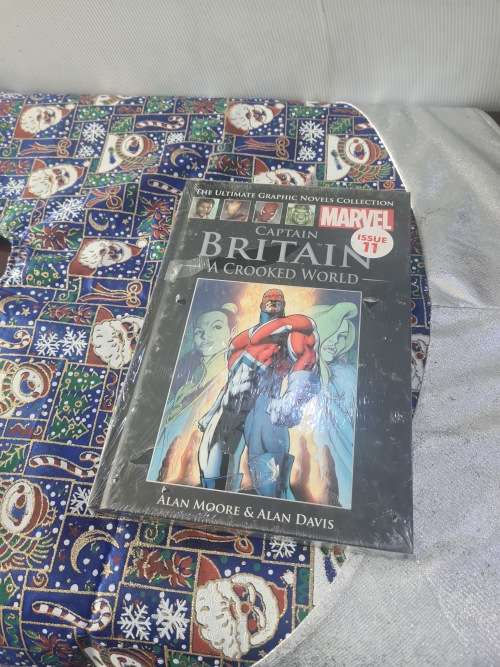 THE ULTIMATE GRAPHIC NOVELS COLLECTION
MARVEL
ISSUE
11
CAPTAIN
BRITAIN
A CROOKED WORLD
ALAN MOORE & ALAN DAVIS